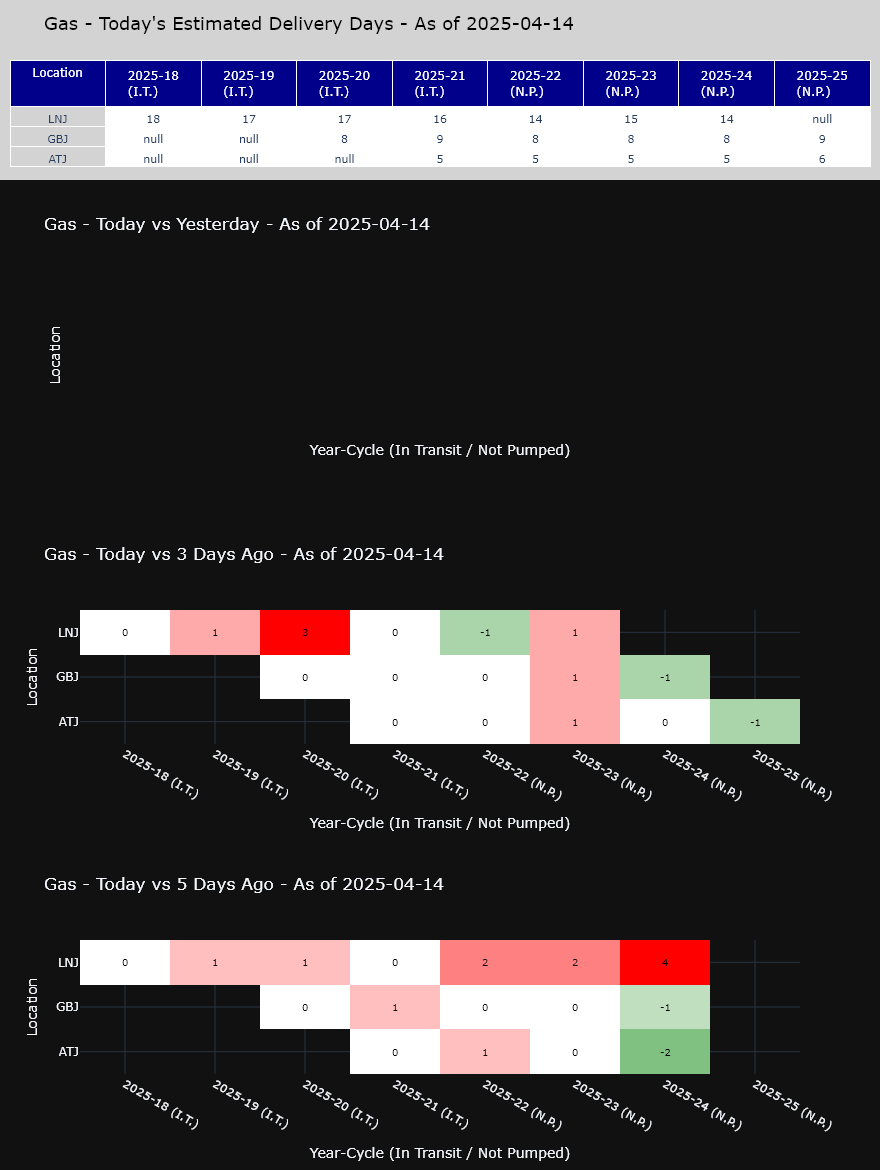 Gas - Today's Estimated Delivery Days - As of 2025-04-14
Location 2025-18 (I.T.) 2025-19 (I.T.) 2025-20 (I.T.) 2025-21 (I.T.) 2025-22 (N.P.) 2025-23 (N.P.) 2025-24 (N.P.) 2025-25 (N.P.)
LNJ 18 17 17 16 14 15 14 null
GBJ null null 8 9 8 8 8 9
ATJ null null null 5 5 5 5 6
Gas - Today vs Yesterday - As of 2025-04-14
Location
Year-Cycle (In Transit / Not Pumped)
Gas - Today vs 3 Days Ago - As of 2025-04-14
Location
LNJ 0 1 3 0 -1 1
GBJ 0 0 0 1 -1
ATJ 0 0 1 0 -1
2025-18 (I.T.) 2025-19 (I.T.) 2025-20 (I.T.) 2025-21 (I.T.) 2025-22 (N.P.) 2025-23 (N.P.) 2025-24 (N.P.) 2025-25 (N.P.)
Year-Cycle (In Transit / Not Pumped)
Gas - Today vs 5 Days Ago - As of 2025-04-14
Location
LNJ 0 1 1 0 2 2 4
GBJ 0 1 0 0 -1
ATJ 0 1 0 -2
2025-18 (I.T.) 2025-19 (I.T.) 2025-20 (I.T.) 2025-21 (I.T.) 2025-22 (N.P.) 2025-23 (N.P.) 2025-24 (N.P.) 2025-25 (N.P.)
Year-Cycle (In Transit / Not Pumped)